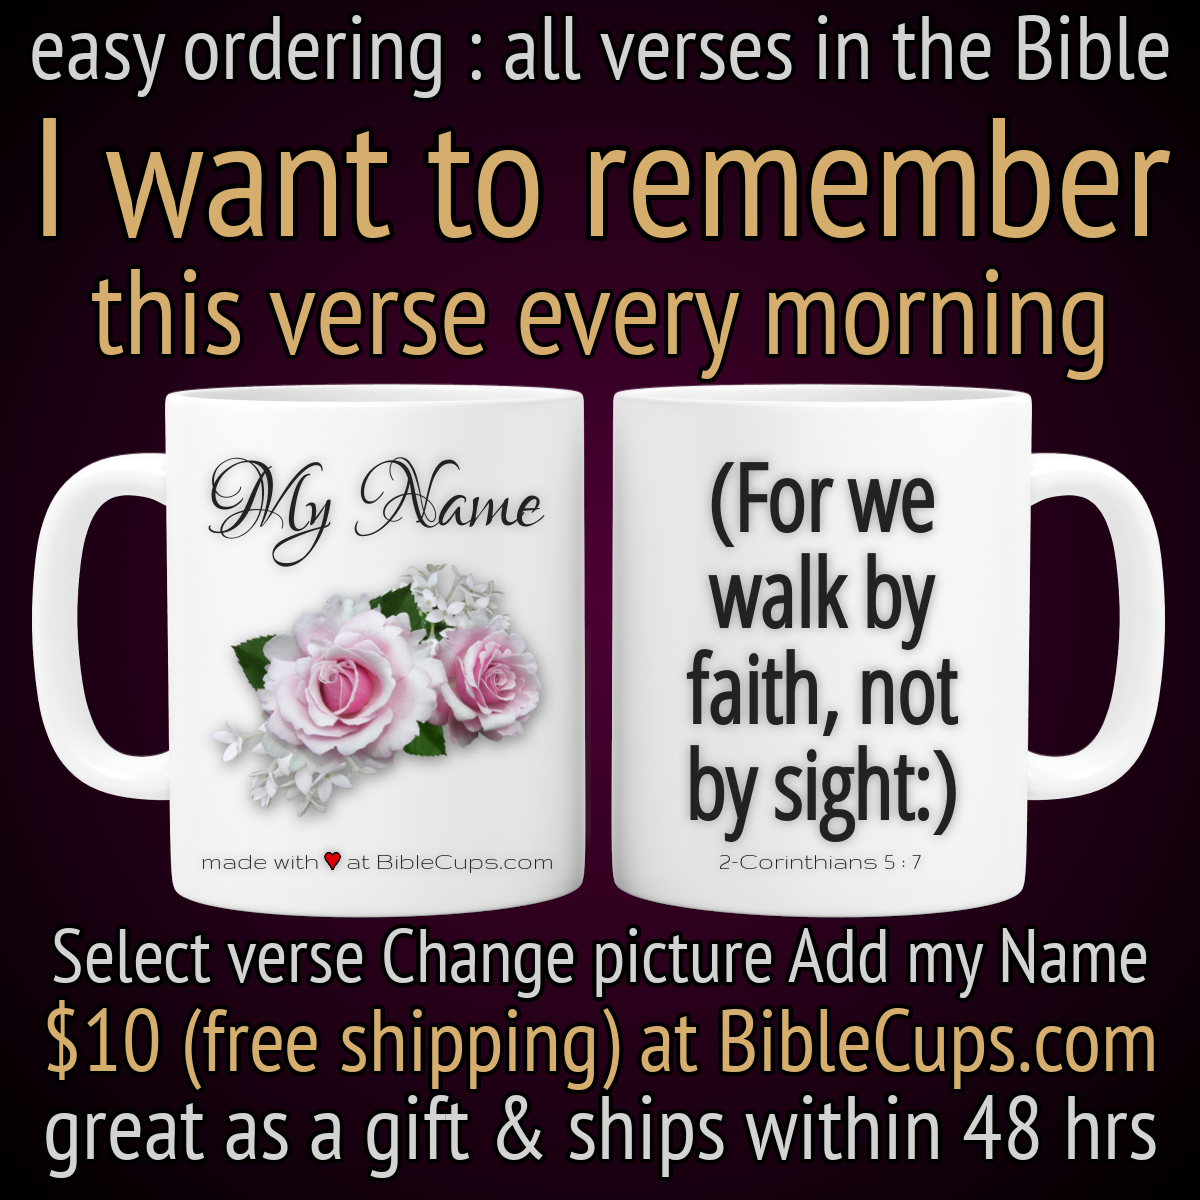 easy ordering : all verses in the Bible
I want to remember
this verse every morning
My Name
made with ♥ at BibleCups.com
(For we
walk by
faith, not
by sight:)
2-Corinthians 5 : 7
Select verse Change picture Add my Name
$10 (free shipping) at BibleCups.com
great as a gift & ships within 48 hrs